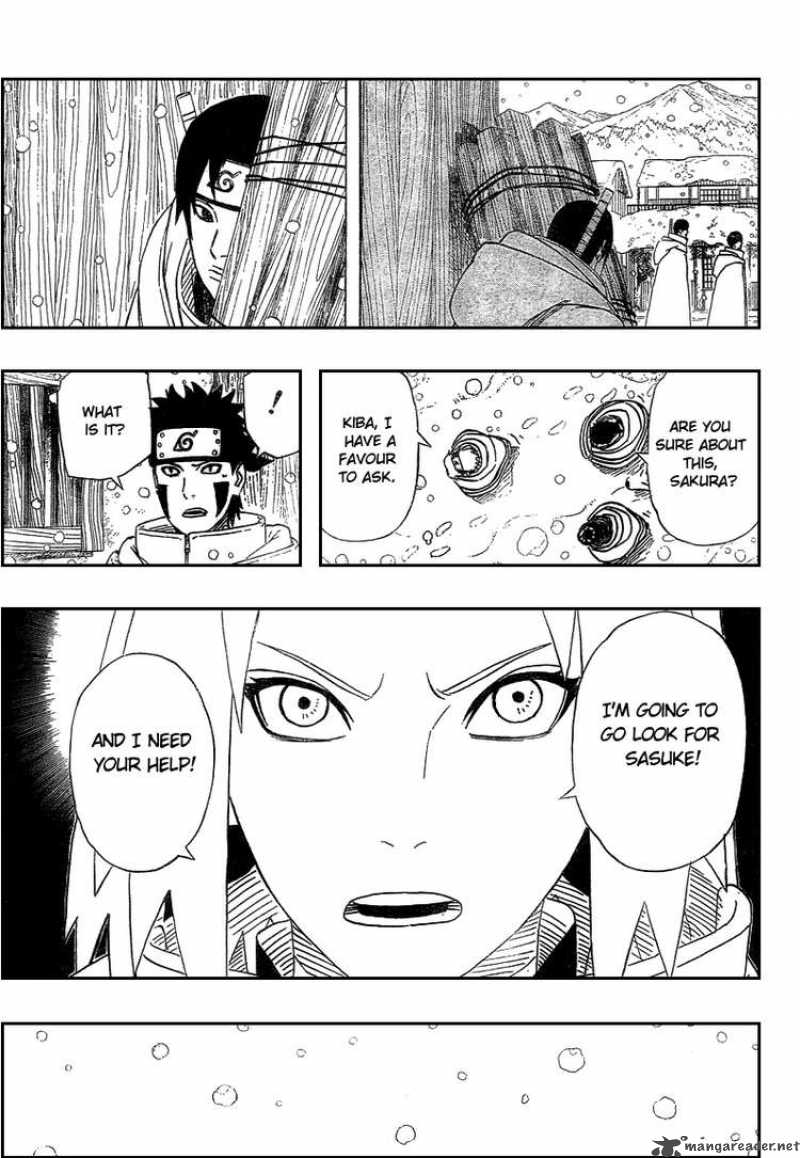 ARE YOU
SURE ABOUT
THIS,
SAKURA?
KIBA, I
HAVE A
FAVOUR
TO ASK.
!
WHAT
IS IT?
I'M GOING TO
GO LOOK FOR
SASUKE!
AND I NEED
YOUR HELP!
mangareader.net